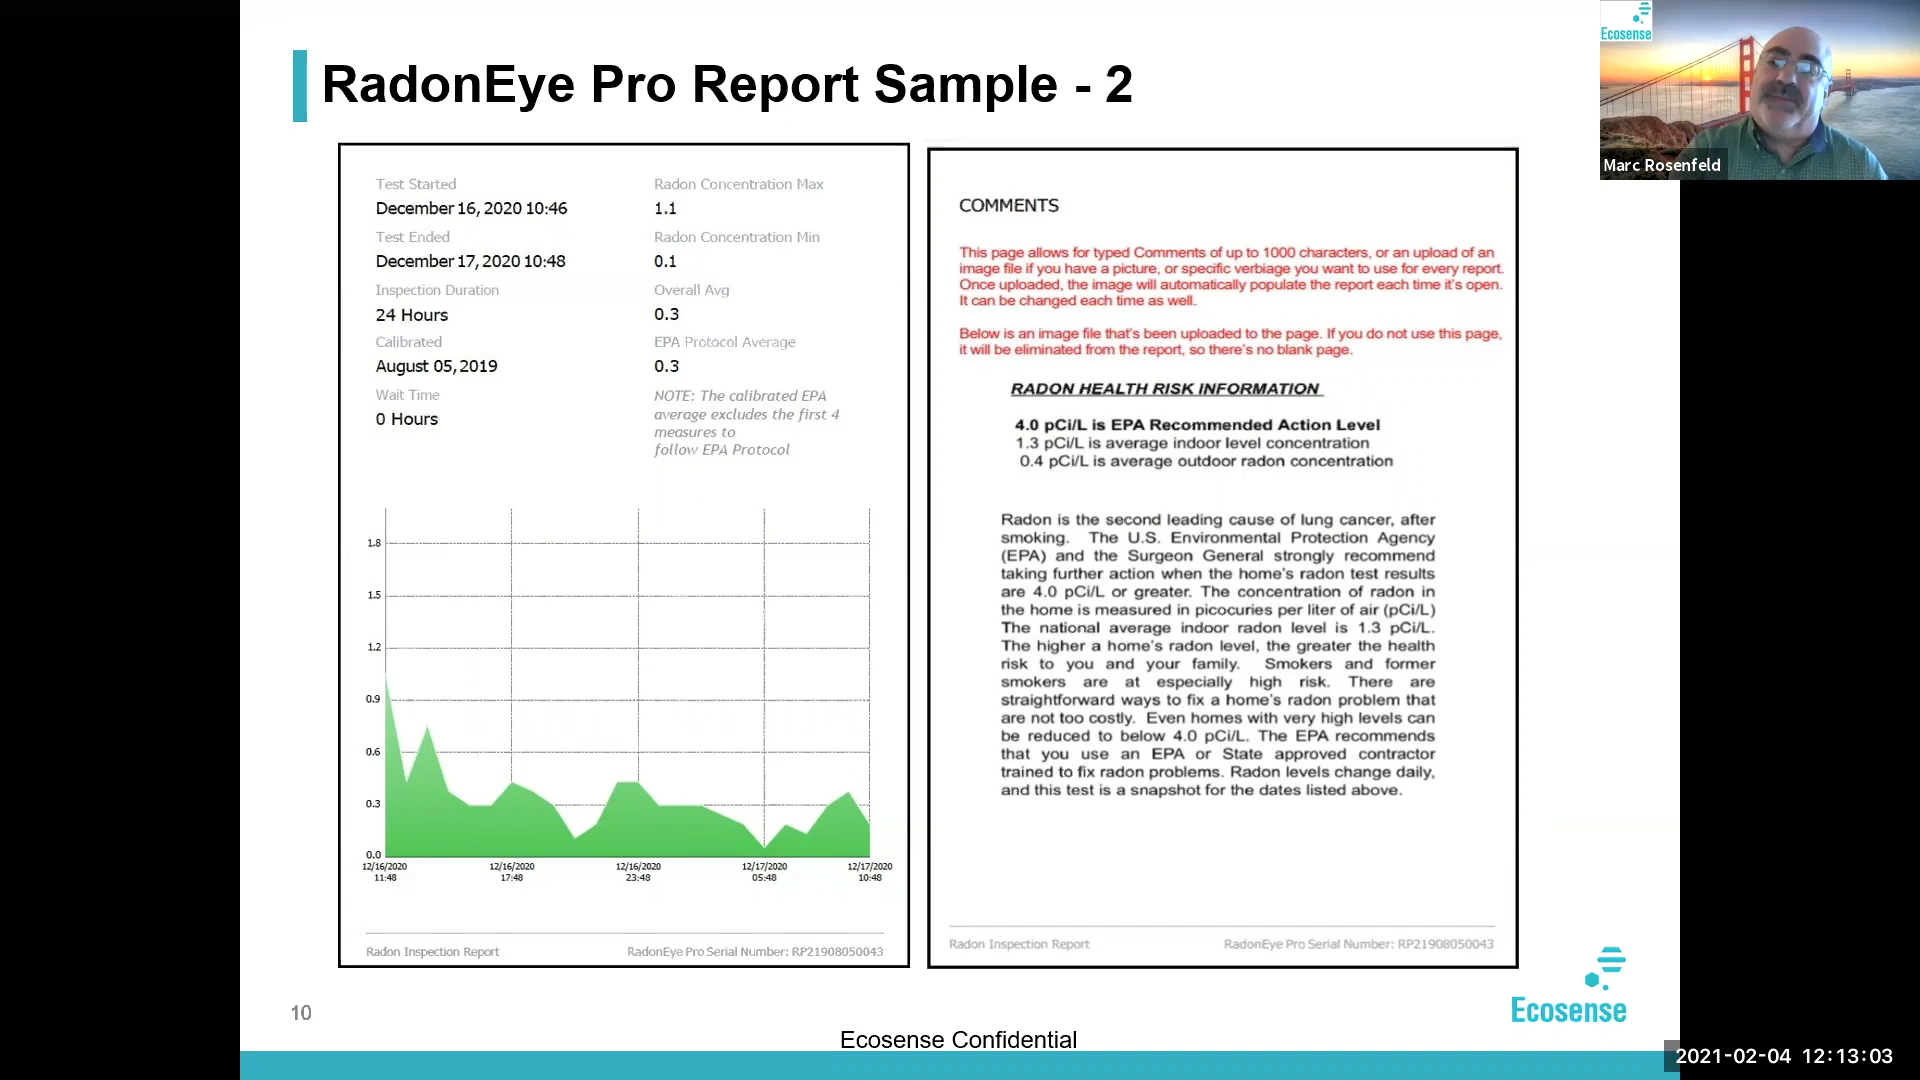 RadonEye Pro Report Sample - 2
Ecosense
Marc Rosenfeld
Test Started
December 16, 2020 10:46
Test Ended
December 17, 2020 10:48
Inspection Duration
24 Hours
Calibrated
August 05, 2019
Wait Time
0 Hours
Radon Concentration Max
1.1
Radon Concentration Min
0.1
Overall Avg
0.3
EPA Protocol Average
0.3
NOTE: The calibrated EPA
average excludes the first 4
measures to
follow EPA Protocol
1.8
1.5
1.2
0.9
0.6
0.3
0.0
12/16/2020 12/16/2020 12/16/2020 12/17/2020 12/17/2020
11:48 17:48 23:48 05:48 10:48
Radon Inspection Report RadonEye Pro Serial Number: RP21908050043
COMMENTS
This page allows for typed Comments of up to 1000 characters, or an upload of an
image file if you have a picture, or specific verbiage you want to use for every report.
Once uploaded, the image will automatically populate the report each time it's open.
It can be changed each time as well.
Below is an image file that's been uploaded to the page. If you do not use this page,
it will be eliminated from the report, so there's no blank page.
RADON HEALTH RISK INFORMATION
4.0 pCi/L is EPA Recommended Action Level
1.3 pCi/L is average indoor level concentration
0.4 pCi/L is average outdoor radon concentration
Radon is the second leading cause of lung cancer, after
smoking. The U.S. Environmental Protection Agency
(EPA) and the Surgeon General strongly recommend
taking further action when the home's radon test results
are 4.0 pCi/L or greater. The concentration of radon in
the home is measured in picocuries per liter of air (pCi/L)
The national average indoor radon level is 1.3 pCi/L.
The higher a home's radon level, the greater the health
risk to you and your family. Smokers and former
smokers are at especially high risk. There are
straightforward ways to fix a home's radon problem that
are not too costly. Even homes with very high levels can
be reduced to below 4.0 pCi/L. The EPA recommends
that you use an EPA or State approved contractor
trained to fix radon problems. Radon levels change daily,
and this test is a snapshot for the dates listed above.
Radon Inspection Report RadonEye Pro Serial Number: RP21908050043
10
Ecosense
Ecosense Confidential
2021-02-04 12:13:03